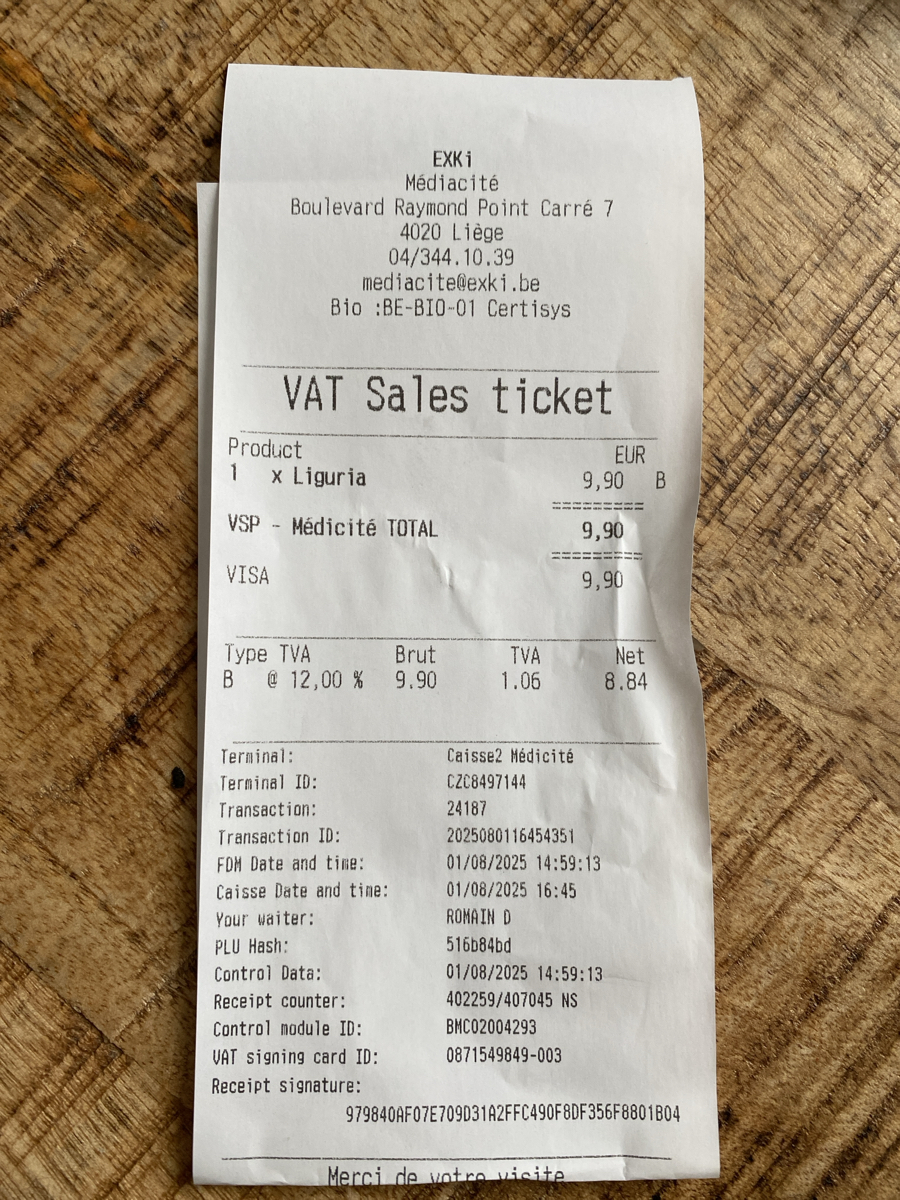 EXKi
Médiacité
Boulevard Raymond Point Carré 7
4020 Liège
04/344.10.39
mediacite@exki.be
Bio :BE-BIO-01 Certisys
VAT Sales ticket
Product EUR
1 x Liguria 9,90 B
VSP - Médicité TOTAL 9,90
VISA 9,90
Type TVA Brut TVA Net
B @ 12,00 % 9.90 1.06 8.84
Terminal: Caisse2 Médicité
Terminal ID: CZC8497144
Transaction: 24187
Transaction ID: 2025080116454351
FDM Date and time: 01/08/2025 14:59:13
Caisse Date and time: 01/08/2025 16:45
Your waiter: ROMAIN D
PLU Hash: 516b84bd
Control Data: 01/08/2025 14:59:13
Receipt counter: 402259/407045 NS
Control module ID: BMC02004293
VAT signing card ID: 0871549849-003
Receipt signature:
979840AF07E709D31A2FFC490F8DF356F8801B04
Merci de votre visite